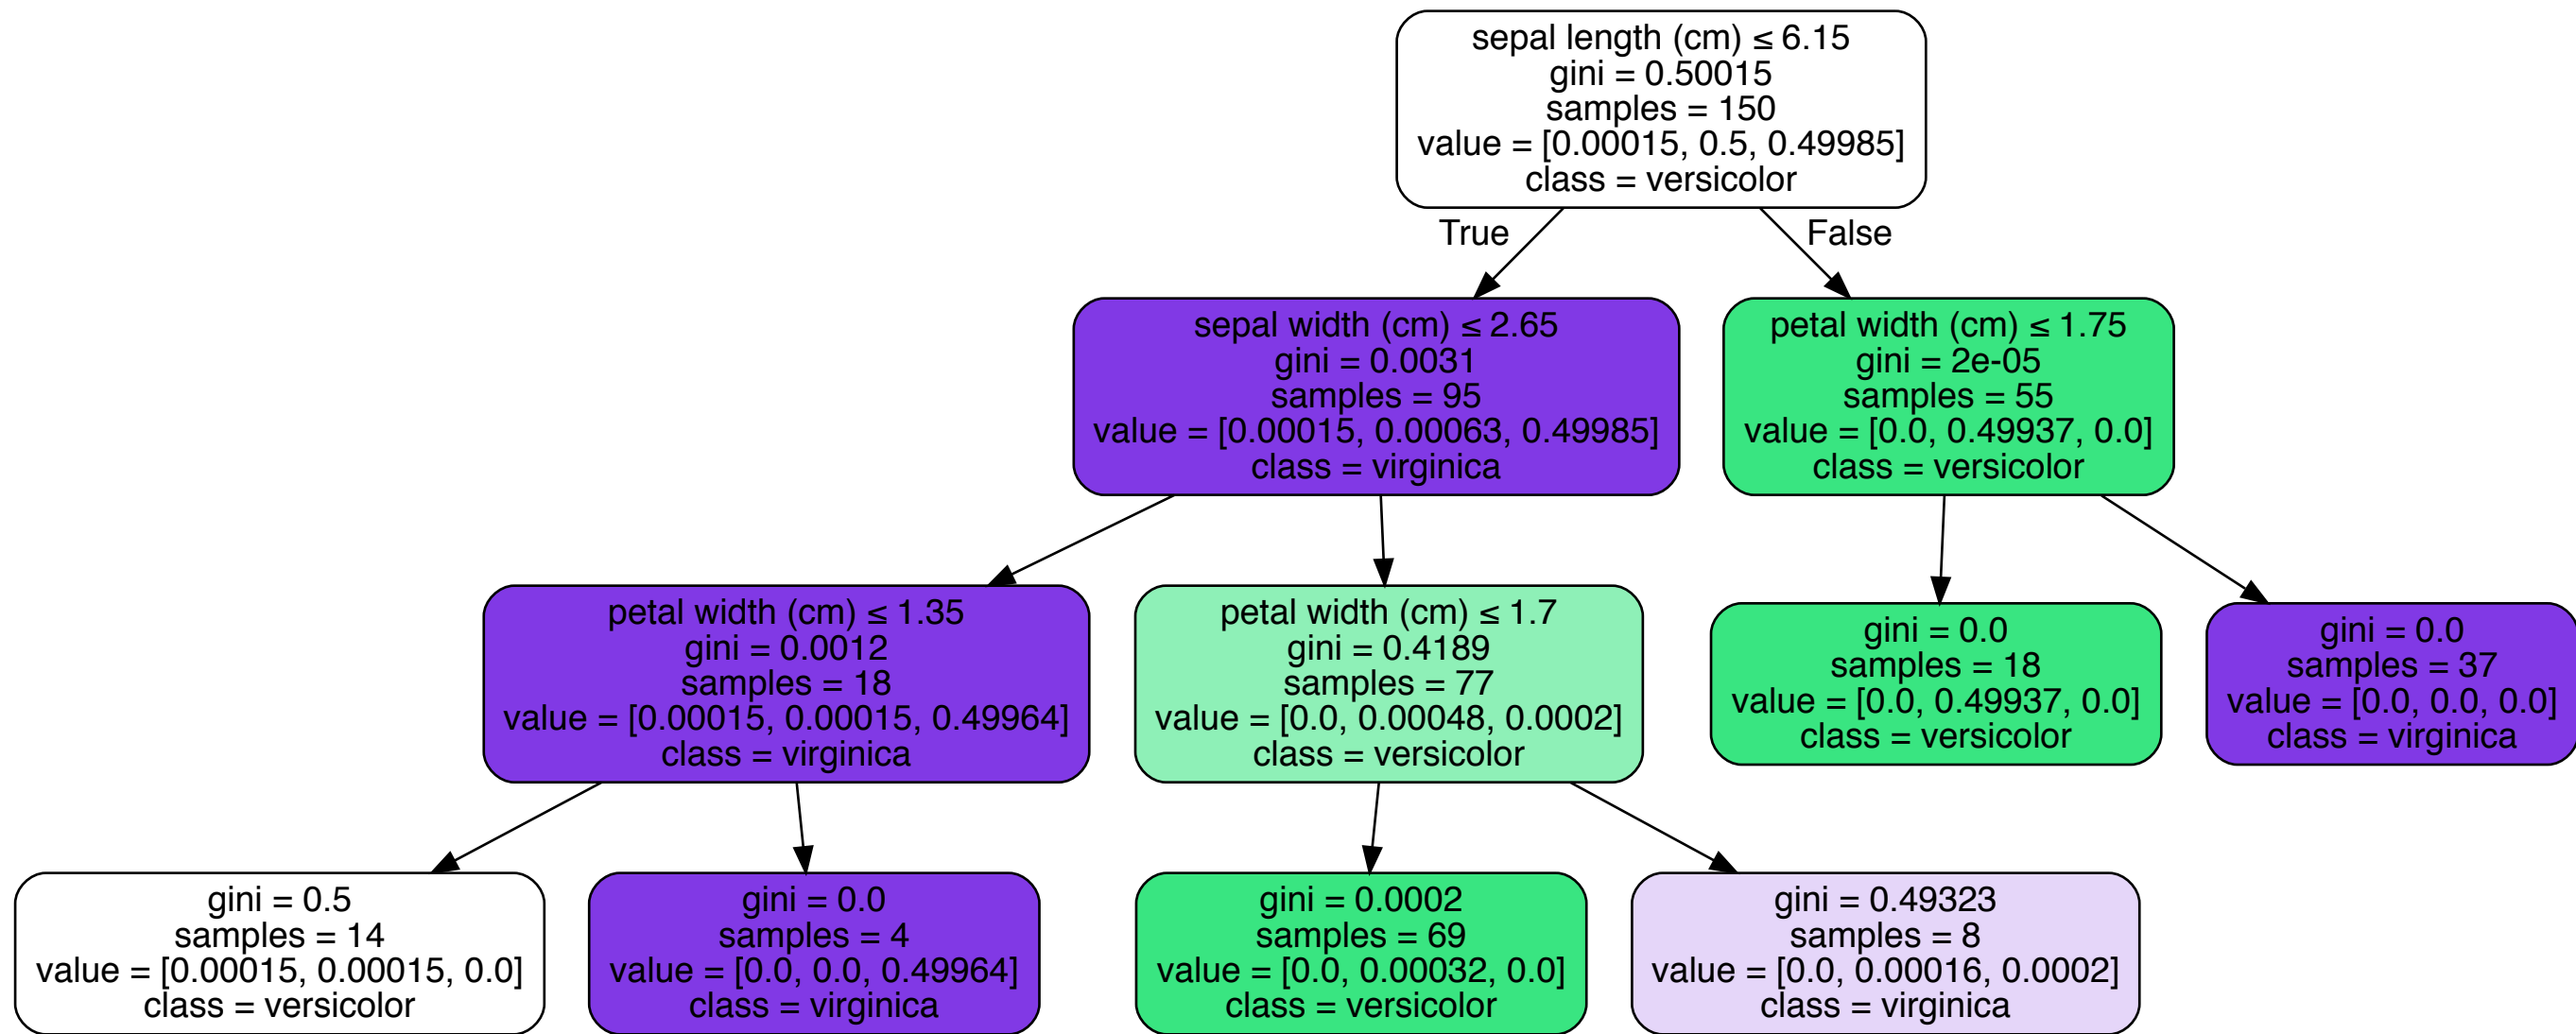 sepal length (cm) ≤ 6.15
gini = 0.50015
samples = 150
value = [0.00015, 0.5, 0.49985]
class = versicolor
True
False
sepal width (cm) ≤ 2.65
gini = 0.0031
samples = 95
value = [0.00015, 0.00063, 0.49985]
class = virginica
petal width (cm) ≤ 1.75
gini = 2e-05
samples = 55
value = [0.0, 0.49937, 0.0]
class = versicolor
petal width (cm) ≤ 1.35
gini = 0.0012
samples = 18
value = [0.00015, 0.00015, 0.49964]
class = virginica
petal width (cm) ≤ 1.7
gini = 0.4189
samples = 77
value = [0.0, 0.00048, 0.0002]
class = versicolor
gini = 0.0
samples = 18
value = [0.0, 0.49937, 0.0]
class = versicolor
gini = 0.0
samples = 37
value = [0.0, 0.0, 0.0]
class = virginica
gini = 0.5
samples = 14
value = [0.00015, 0.00015, 0.0]
class = versicolor
gini = 0.0
samples = 4
value = [0.0, 0.0, 0.49964]
class = virginica
gini = 0.0002
samples = 69
value = [0.0, 0.00032, 0.0]
class = versicolor
gini = 0.49323
samples = 8
value = [0.0, 0.00016, 0.0002]
class = virginica